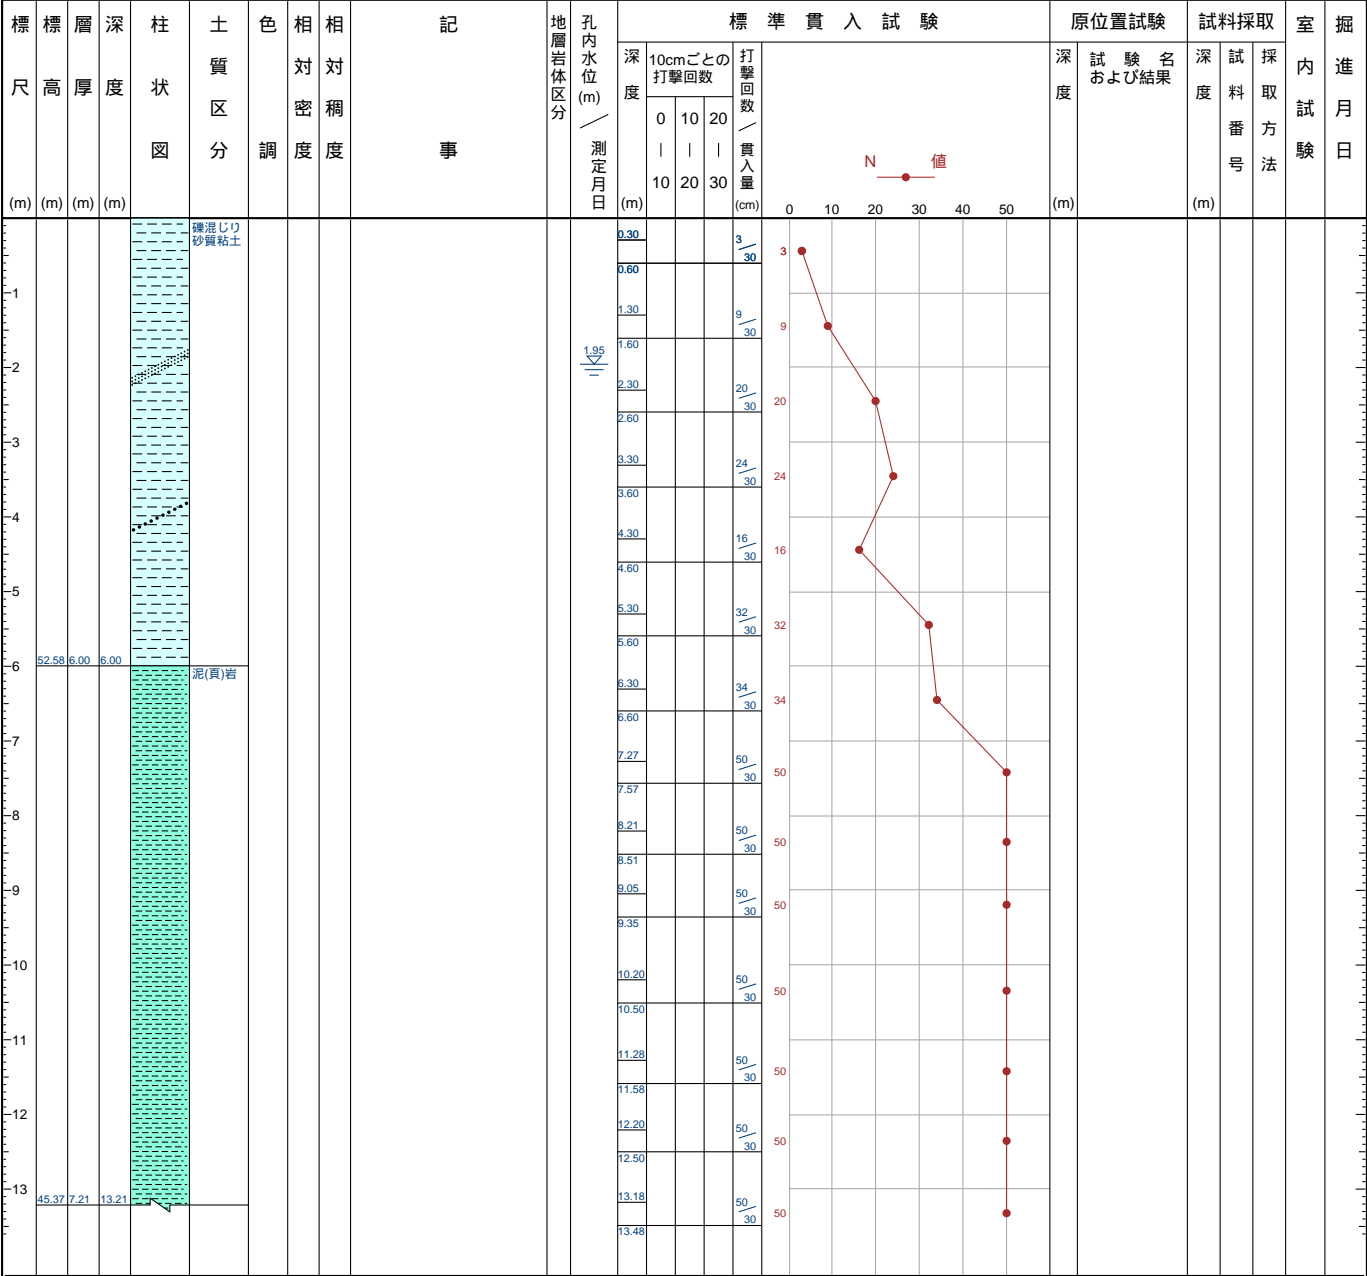 標尺(m)
標高(m)
層厚(m)
深度(m)
柱状図
土質区分
色調
相対密度
相対稠度
記事
地層岩体区分
孔内水位(m)/測定月日
標準貫入試験
深度(m)
10cmごとの
打撃回数
0 10 20
| | |
10 20 30
打撃回数/貫入量(cm)
N 値
0 10 20 30 40 50
原位置試験
深度(m)
試験名
および結果
試料採取
深度(m)
試料番号
採取方法
室内試験
掘進月日
礫混じり
砂質粘土
0.30 3/30 3
0.60
1
1.30 9/30 9
1.60
1.95
2
2.30 20/30 20
2.60
3
3.30 24/30 24
3.60
4
4.30 16/30 16
4.60
5
5.30 32/30 32
5.60
6 52.58 6.00 6.00
泥(頁)岩
6.30 34/30 34
6.60
7
7.27 50/30 50
7.57
8
8.21 50/30 50
8.51
9
9.05 50/30 50
9.35
10
10.20 50/30 50
10.50
11
11.28 50/30 50
11.58
12
12.20 50/30 50
12.50
13
45.37 7.21 13.21
13.18 50/30 50
13.48